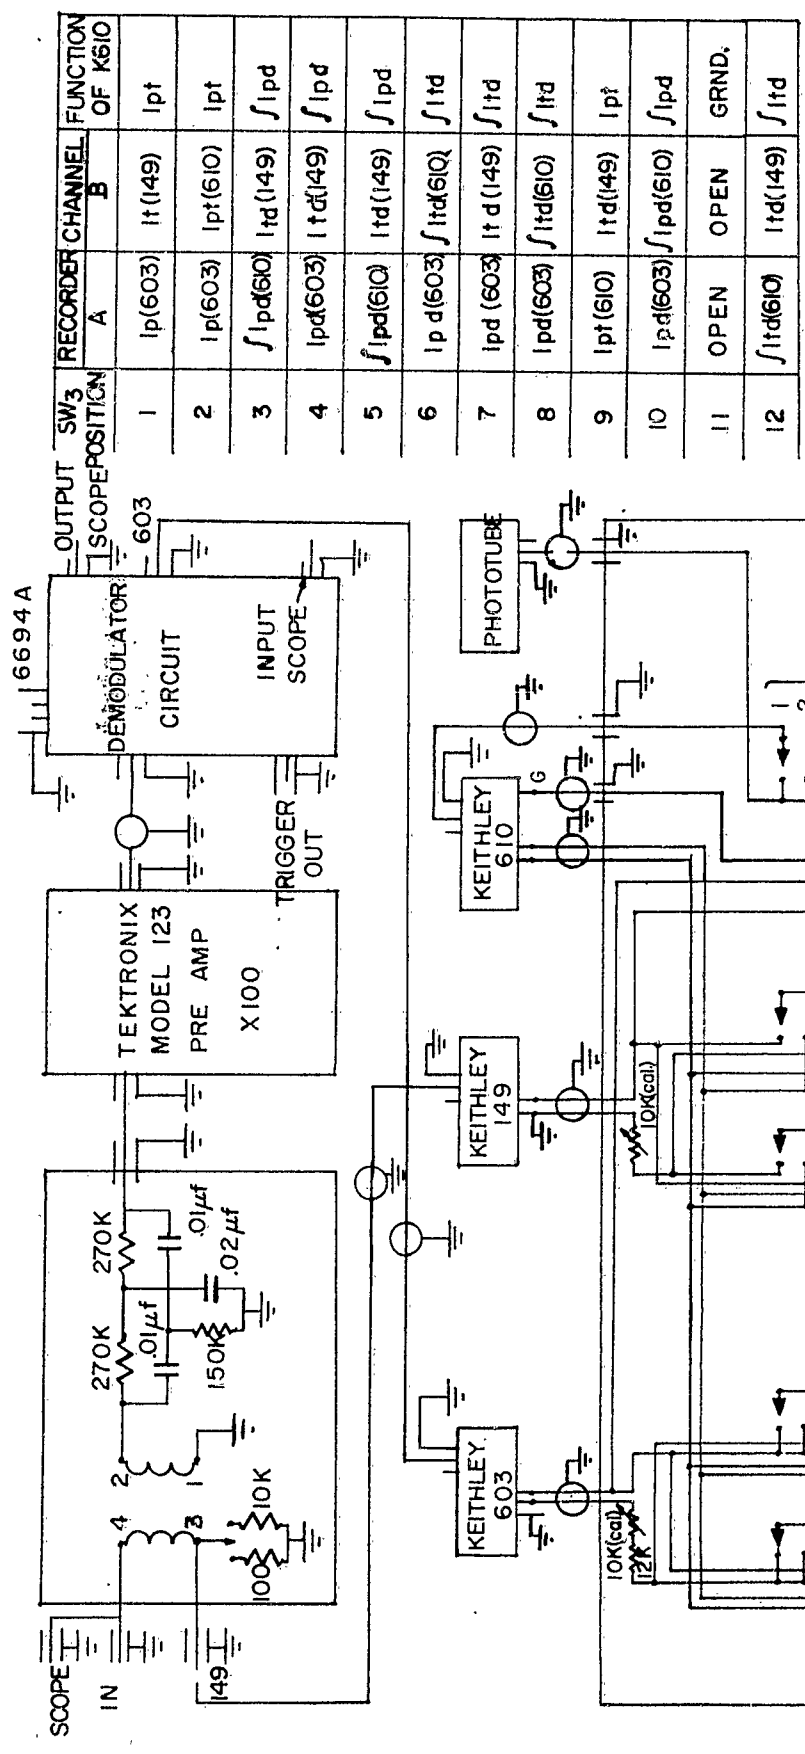 SW3 POSITION
RECORDER CHANNEL
A
B
FUNCTION OF K610
1 Ipt Ip(603) It(149)
2 Ip(603) Ipt(610) Ipt
3 ∫Ipd(610) Itd(149) ∫Ipd
4 Ipd(603) Itd(149) ∫Ipd
5 ∫Ipd(610) Itd(149) ∫Ipd
6 Ipd(603) ∫Itd(610) ∫Itd
7 Ipd(603) Itd(149) ∫Itd
8 Ipd(603) ∫Itd(610) ∫Itd
9 Ipt(610) Itd(149) Ipt
10 Ipd(603) ∫Ipd(610) ∫Ipd
11 OPEN OPEN GRND.
12 ∫Itd(610) Itd(149) ∫Itd
SCOPE
IN
149
4
3
2
1
100
10K
270K
270K
.01μf
.01μf
.02μf
150K
TEKTRONIX
MODEL 123
PRE AMP
X100
6694A
DEMODULATOR
CIRCUIT
INPUT
SCOPE
TRIGGER
OUT
OUTPUT
SCOPE
603
KEITHLEY
603
KEITHLEY
149
KEITHLEY
610
G
PHOTOTUBE
10K(cal)
12K
10K(cal.)
1
2